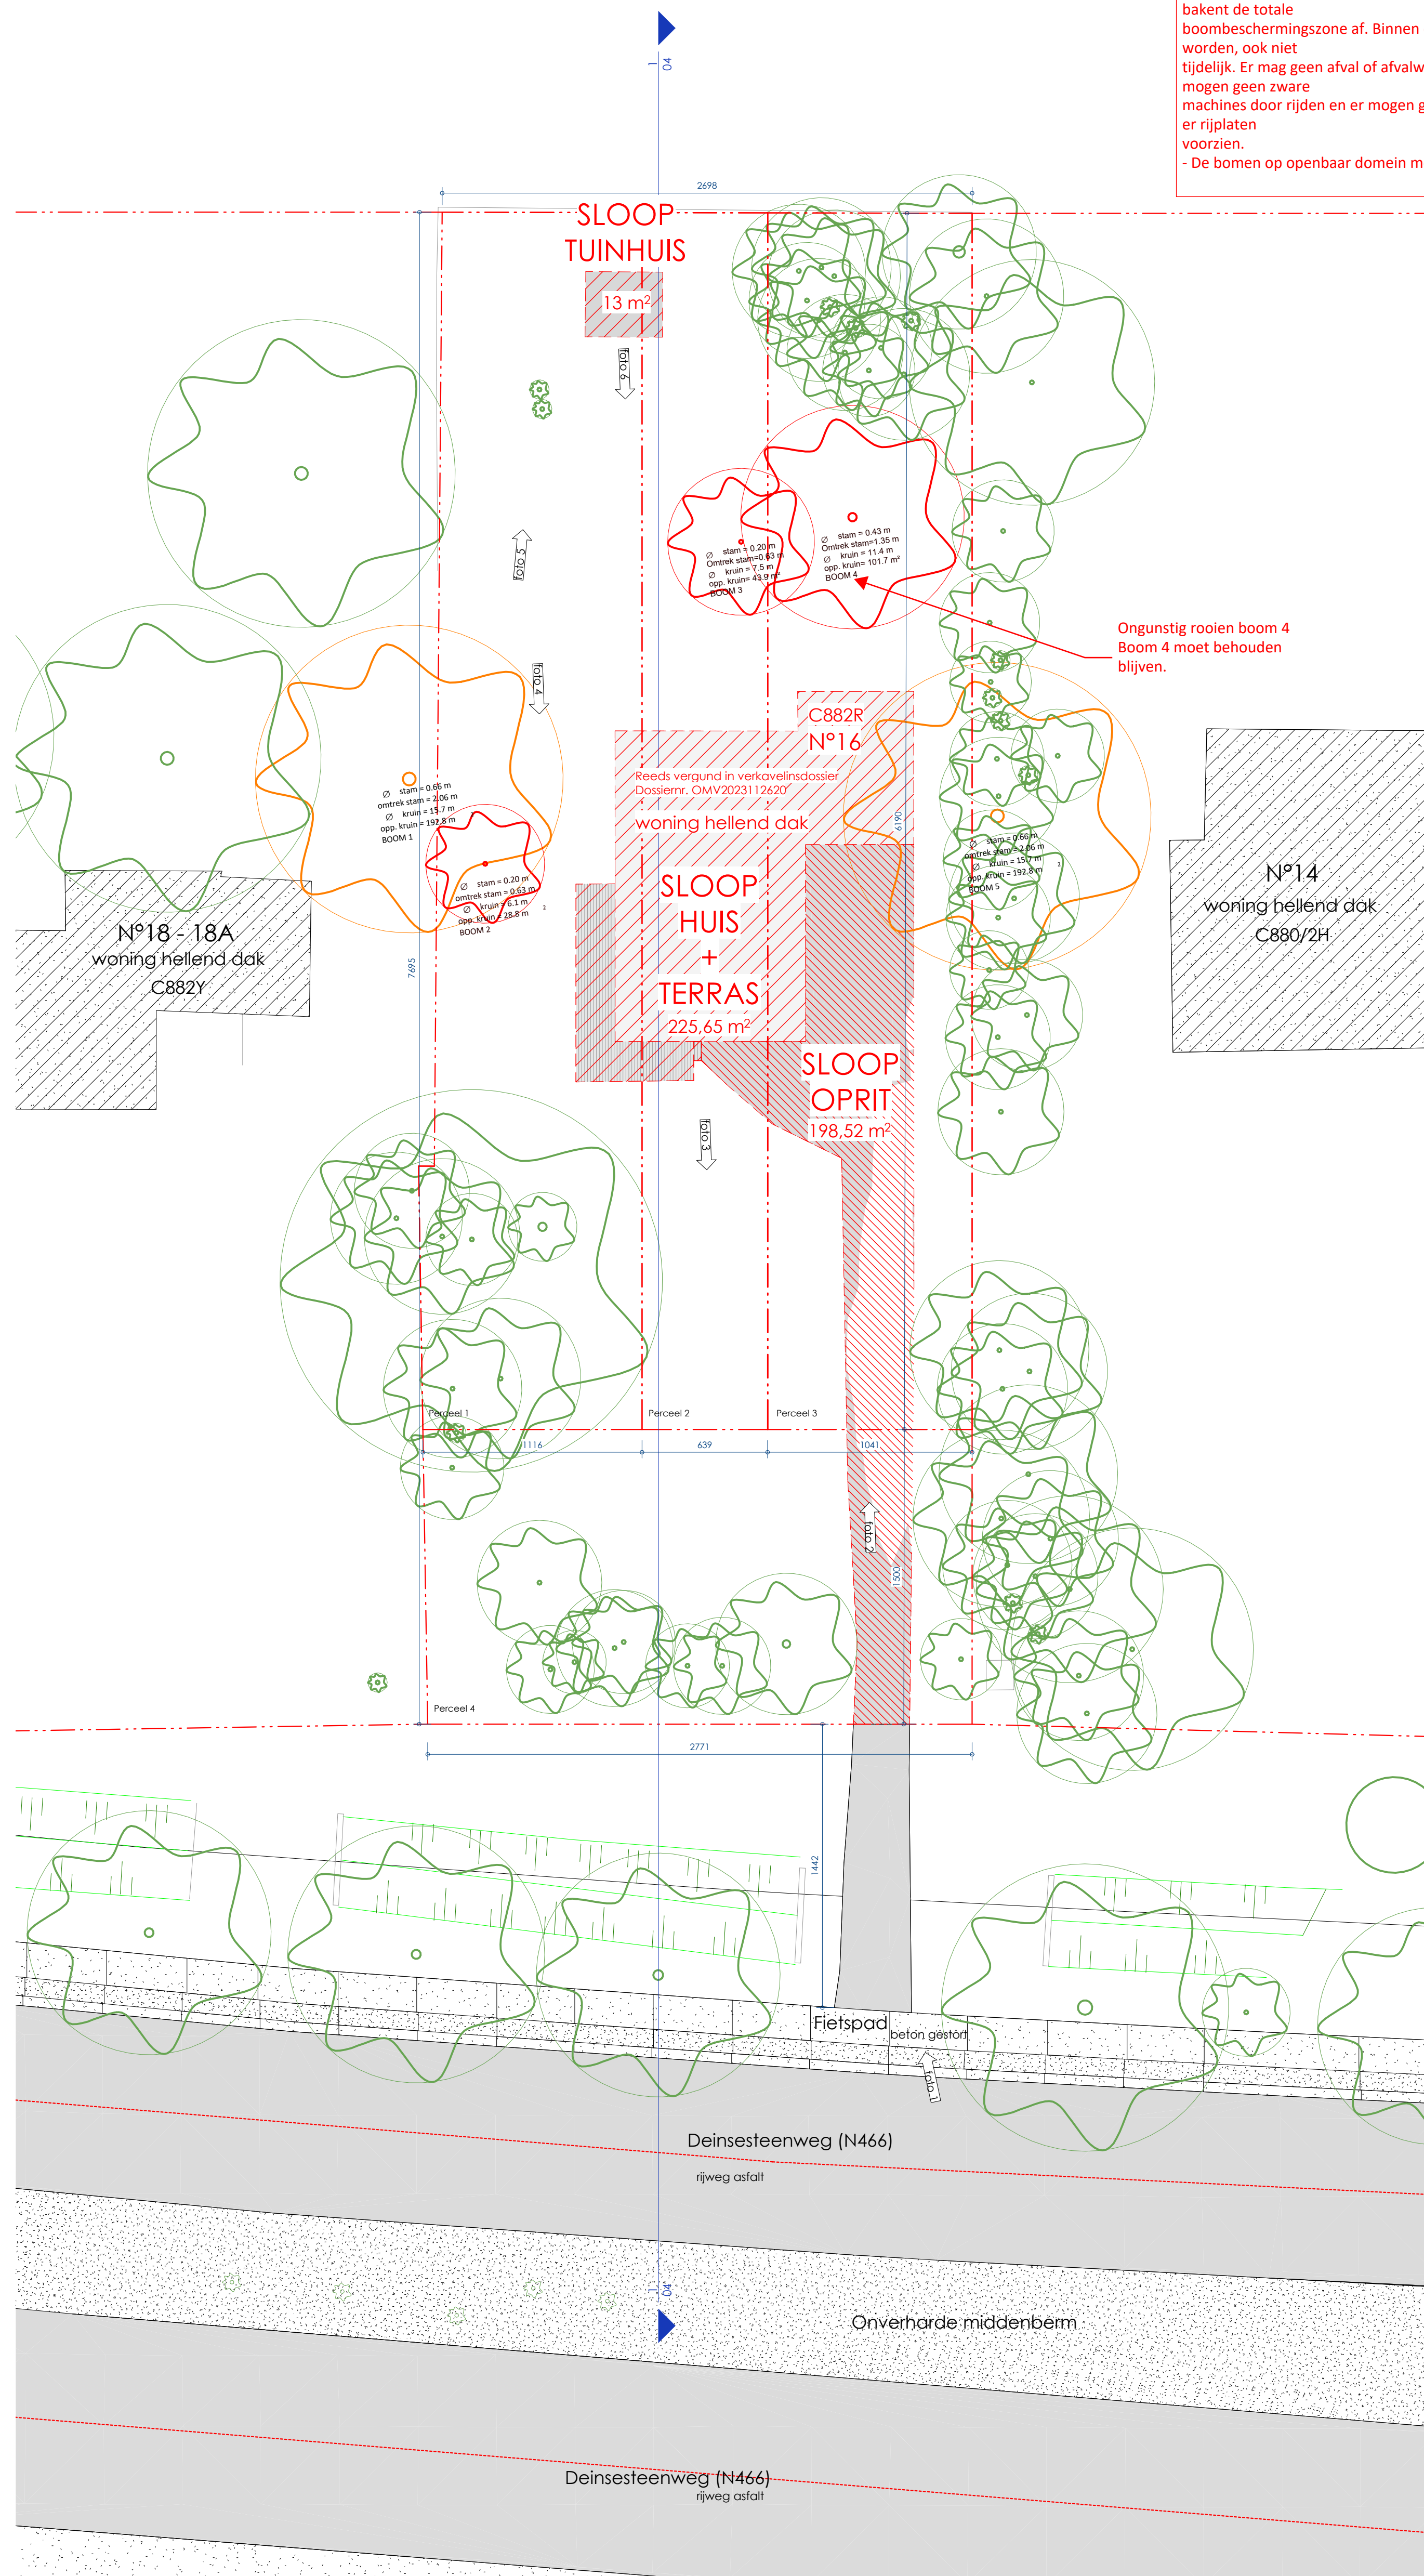 bakent de totale
boombeschermingszone af. Binnen
worden, ook niet
tijdelijk. Er mag geen afval of afvalw
mogen geen zware
machines door rijden en er mogen g
er rijplaten
voorzien.
- De bomen op openbaar domein m
1
04
2698
SLOOP
TUINHUIS
13 m²
foto 6
foto 5
foto 4
Ø stam = 0.20 m
Omtrek stam=0.63 m
Ø kruin = 7.5 m
opp. kruin= 43.9 m²
BOOM 3
Ø stam = 0.43 m
Omtrek stam=1.35 m
Ø kruin = 11.4 m
opp. kruin= 101.7 m²
BOOM 4
Ongunstig rooien boom 4
Boom 4 moet behouden
blijven.
C882R
N°16
Reeds vergund in verkavelinsdossier
Dossiernr. OMV2023112620
woning hellend dak
6190
Ø stam = 0.66 m
omtrek stam = 2.06 m
Ø kruin = 15.7 m
opp. kruin = 192.8 m
BOOM 1
Ø stam = 0.20 m
omtrek stam = 0.63 m
Ø kruin = 6.1 m
opp. kruin = 28.8 m 2
BOOM 2
Ø stam = 0.66 m
omtrek stam = 2.06 m
Ø kruin = 15.7 m
opp. kruin = 192.8 m 2
BOOM 5
N°14
woning hellend dak
C880/2H
N°18 - 18A
woning hellend dak
C882Y
7695
SLOOP
HUIS
+
TERRAS
225,65 m²
SLOOP
OPRIT
198,52 m²
foto 3
Perceel 1
Perceel 2
Perceel 3
1116
639
1041
foto 2
1500
Perceel 4
2771
1442
Fietspad
beton gestort
foto 1
Deinsesteenweg (N466)
rijweg asfalt
1
04
Onverharde middenberm
Deinsesteenweg (N466)
rijweg asfalt